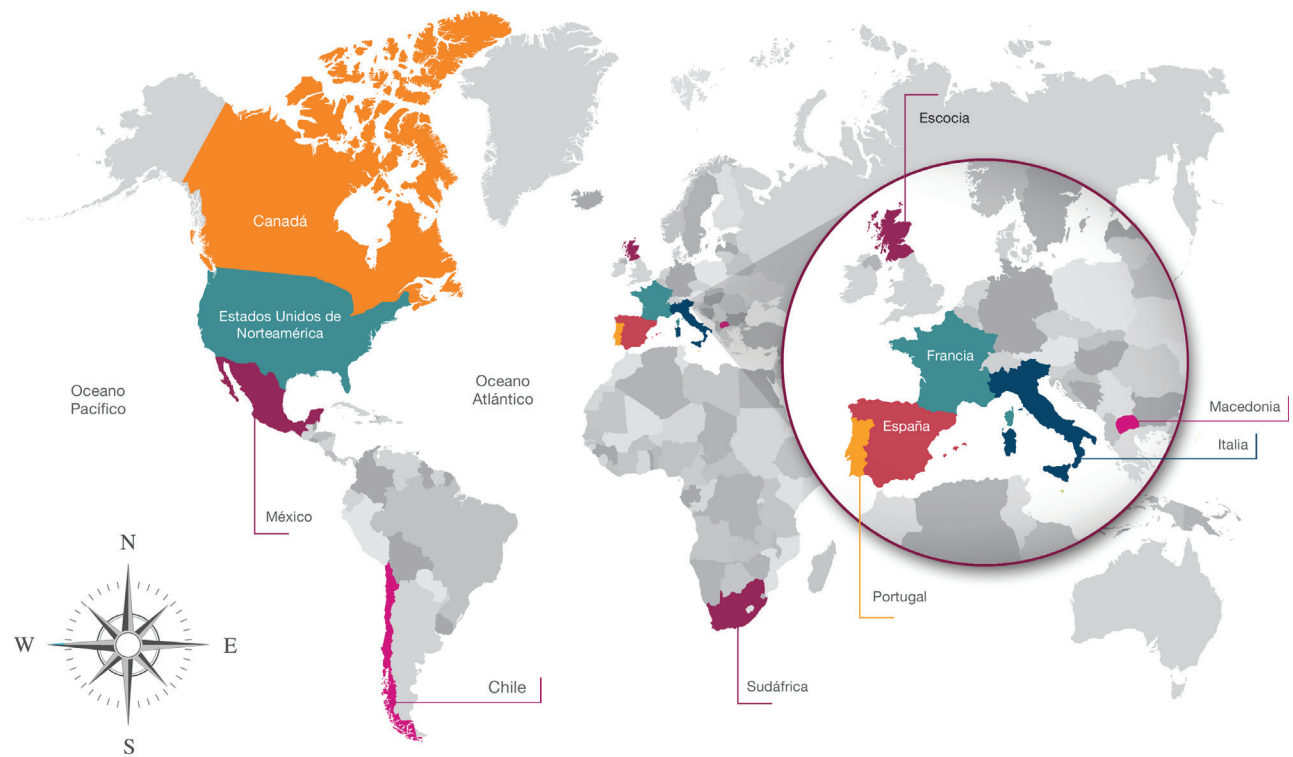 Escocia
Canadá
Estados Unidos de
Norteamérica
Francia
Oceano
Pacífico
Oceano
Atlántico
España
Macedonia
Italia
México
N
W
E
S
Portugal
Chile
Sudáfrica